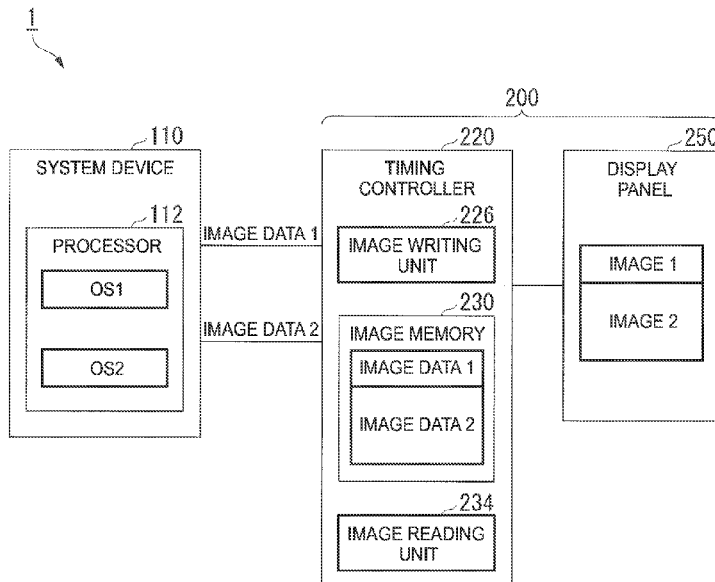 1
200
110
SYSTEM DEVICE
112
PROCESSOR
OS1
OS2
IMAGE DATA 1
IMAGE DATA 2
220
TIMING
CONTROLLER
226
IMAGE WRITING
UNIT
230
IMAGE MEMORY
IMAGE DATA 1
IMAGE DATA 2
234
IMAGE READING
UNIT
250
DISPLAY
PANEL
IMAGE 1
IMAGE 2